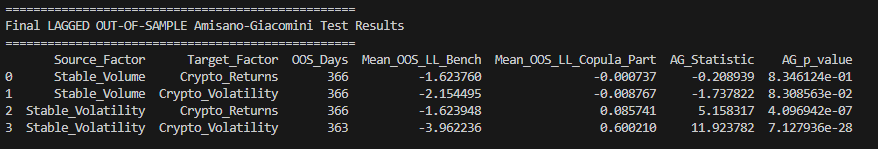 ==================================================
Final LAGGED OUT-OF-SAMPLE Amisano-Giacomini Test Results
==================================================
Source_Factor Target_Factor OOS_Days Mean_OOS_LL_Bench Mean_OOS_LL_Copula_Part AG_Statistic AG_p_value
0 Stable_Volume Crypto_Returns 366 -1.623760 -0.000737 -0.208939 8.346124e-01
1 Stable_Volume Crypto_Volatility 366 -2.154495 -0.008767 -1.737822 8.308563e-02
2 Stable_Volatility Crypto_Returns 366 -1.623948 0.085741 5.158317 4.096942e-07
3 Stable_Volatility Crypto_Volatility 363 -3.962236 0.600210 11.923782 7.127936e-28